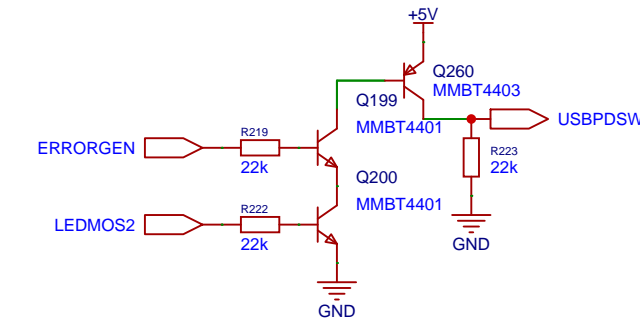 +5V
Q260
MMBT4403
Q199
MMBT4401
USBPDSW
ERRORGEN
R219
22k
R223
22k
Q200
MMBT4401
LEDMOS2
R222
22k
GND
GND